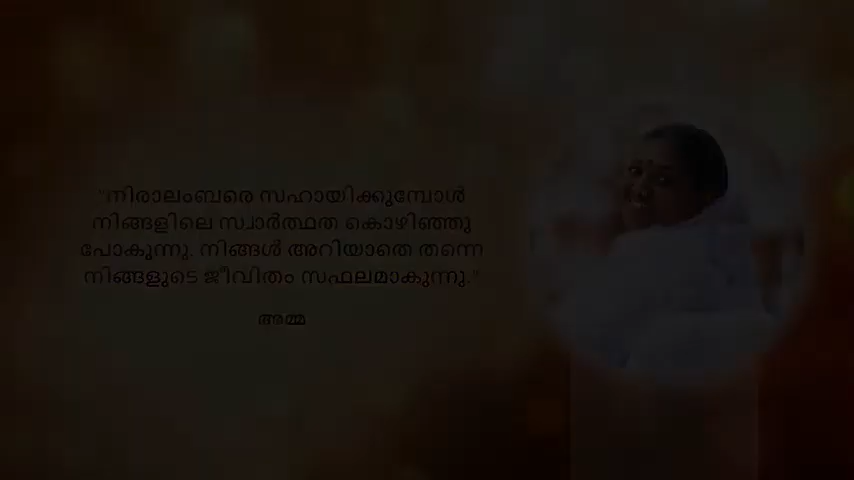 "നിരാലംബരെ സഹായിക്കുമ്പോൾ
നിങ്ങളിലെ സ്വാർത്ഥത കൊഴിഞ്ഞു
പോകുന്നു. നിങ്ങൾ അറിയാതെ തന്നെ
നിങ്ങളുടെ ജീവിതം സഫലമാകുന്നു."
അമ്മ